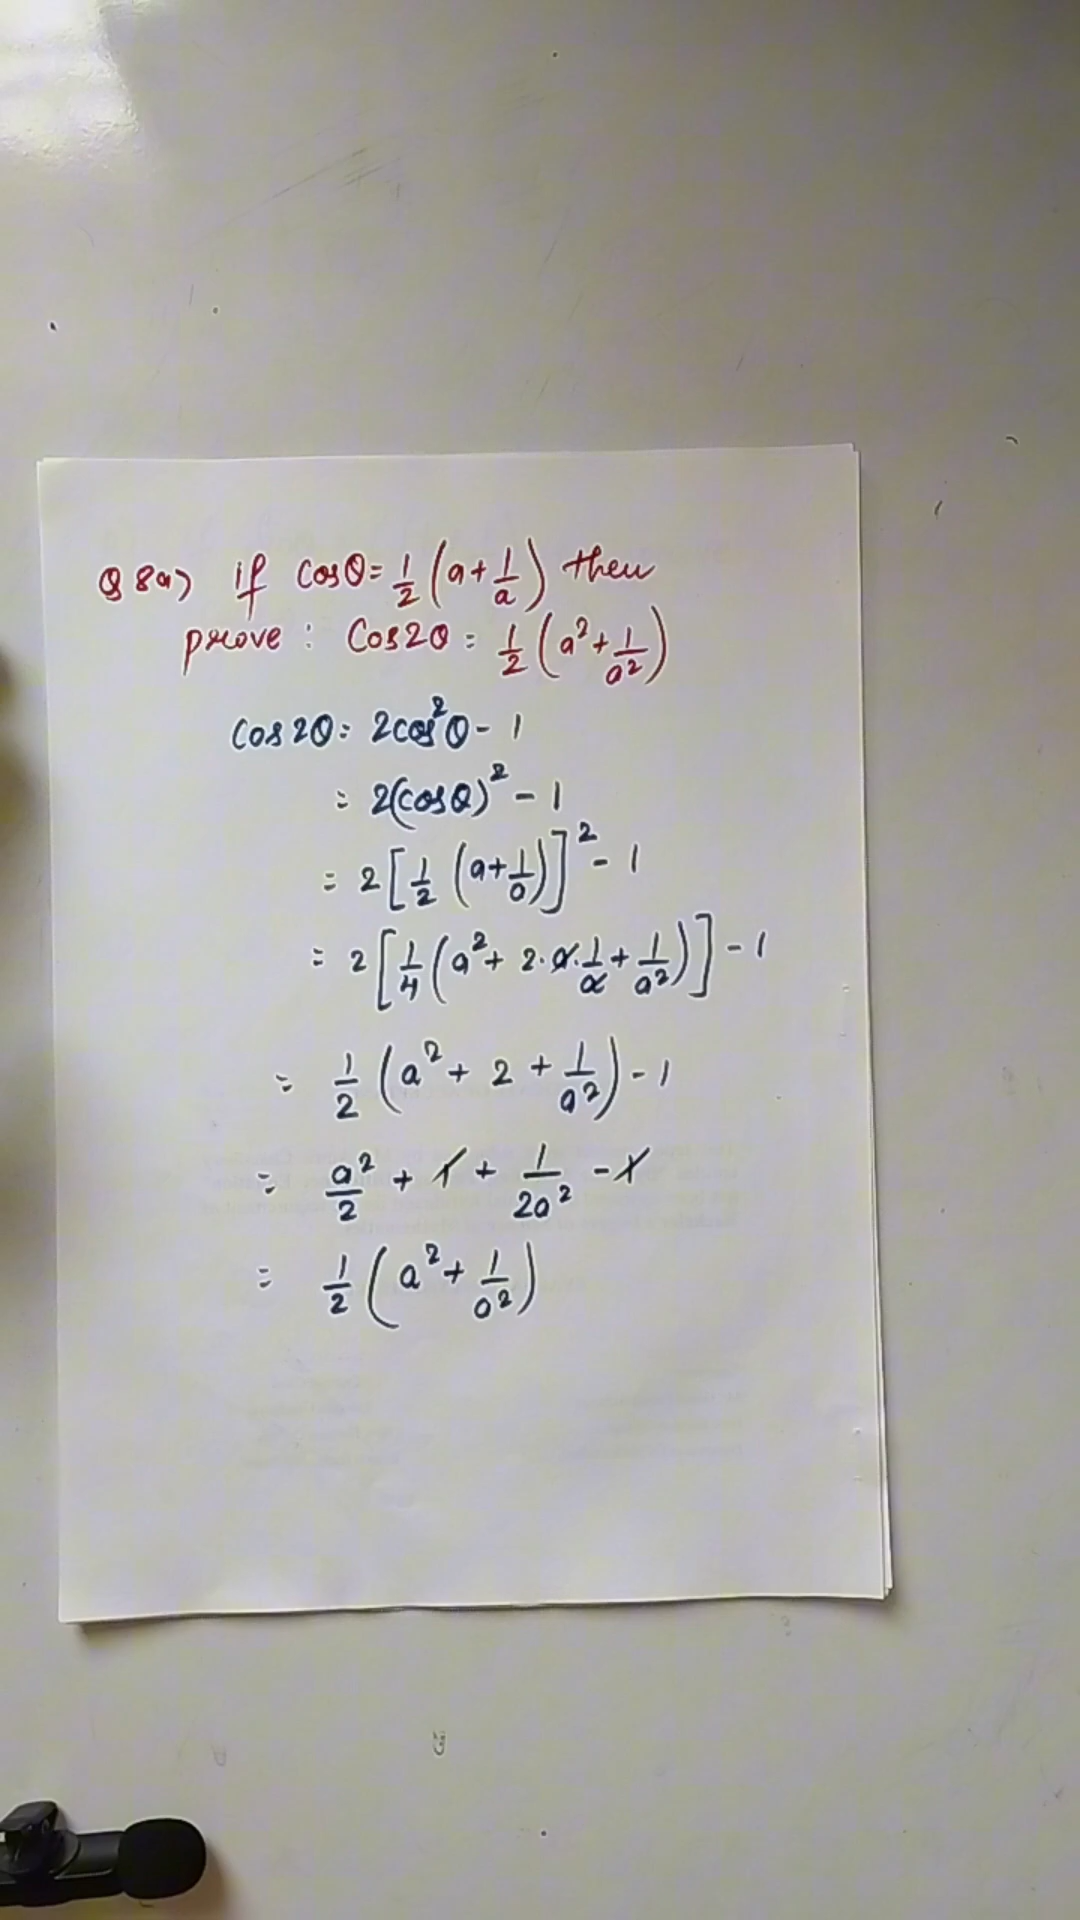 Q 8a) if cosθ = 1/2 (a + 1/a) then
prove : Cos2θ = 1/2 (a² + 1/a²)
cos2θ = 2cos²θ - 1
= 2(cosθ)² - 1
= 2[1/2 (a + 1/a)]² - 1
= 2[1/4 (a² + 2·a·1/a + 1/a²)] - 1
= 1/2 (a² + 2 + 1/a²) - 1
= a²/2 + 1 + 1/2a² - 1
= 1/2 (a² + 1/a²)